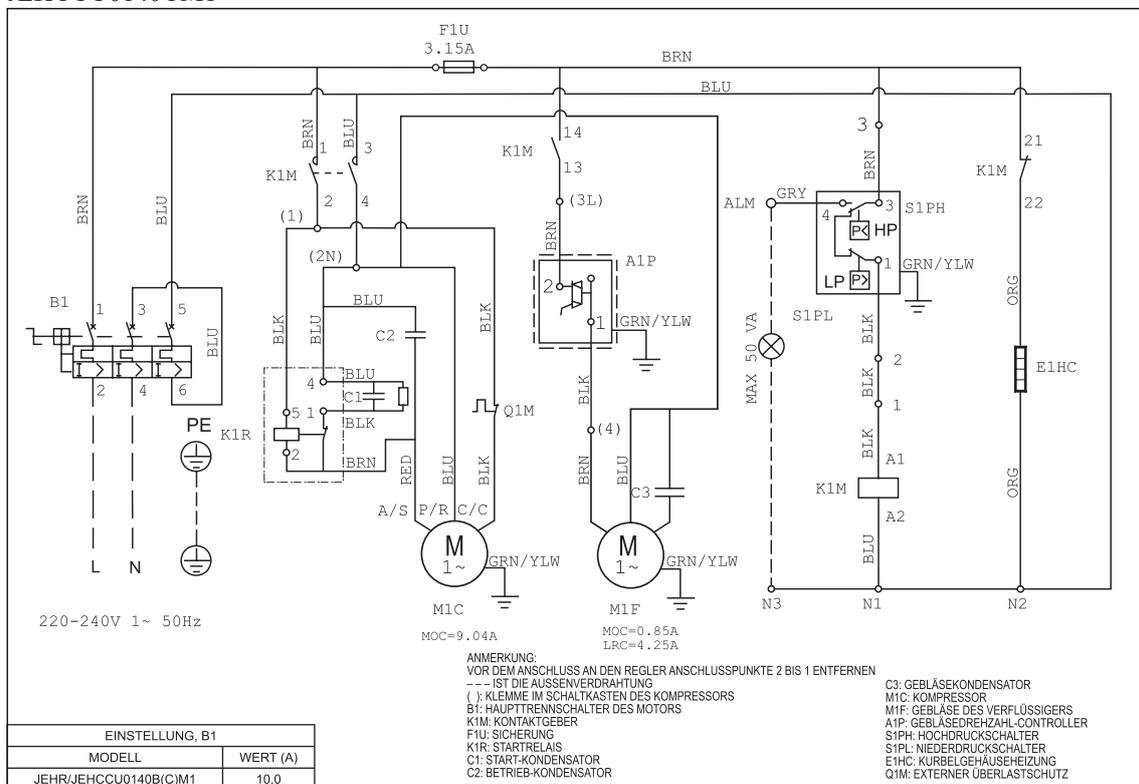 F1U
3.15A
BRN
BLU
BRN
BLU
1
3
K1M
2
4
(1)
(2N)
14
K1M
13
(3L)
BRN
A1P
2
1
GRN/YLW
3
BRN
ALM
GRY
4
3
S1PH
P<
HP
LP
P>
1
GRN/YLW
S1PL
21
K1M
22
ORG
BRN
BLU
B1
1
3
5
BLU
2
4
6
PE
L
N
220-240V 1~ 50Hz
BLK
BLU
BLU
C2
BLK
4
BLU
C1
5
1
BLK
K1R
2
BRN
RED
BLU
BLK
Q1M
A/S
P/R
C/C
M
1~
GRN/YLW
M1C
MOC=9.04A
BLK
(4)
BRN
BLU
C3
M
1~
GRN/YLW
M1F
MOC=0.85A
LRC=4.25A
MAX 50 VA
BLK
2
BLK
1
BLK
A1
K1M
A2
BLU
E1HC
ORG
N3
N1
N2
ANMERKUNG:
VOR DEM ANSCHLUSS AN DEN REGLER ANSCHLUSSPUNKTE 2 BIS 1 ENTFERNEN
--- IST DIE AUSSENVERDRAHTUNG
( ): KLEMME IM SCHALTKASTEN DES KOMPRESSORS
B1: HAUPTTRENNSCHALTER DES MOTORS
K1M: KONTAKTGEBER
F1U: SICHERUNG
K1R: STARTRELAIS
C1: START-KONDENSATOR
C2: BETRIEB-KONDENSATOR
C3: GEBLÄSEKONDENSATOR
M1C: KOMPRESSOR
M1F: GEBLÄSE DES VERFLÜSSIGERS
A1P: GEBLÄSEDREHZAHL-CONTROLLER
S1PH: HOCHDRUCKSCHALTER
S1PL: NIEDERDRUCKSCHALTER
E1HC: KURBELGEHÄUSEHEIZUNG
Q1M: EXTERNER ÜBERLASTSCHUTZ
EINSTELLUNG, B1
MODELL WERT (A)
JEHR/JEHCCU0140B(C)M1 10.0